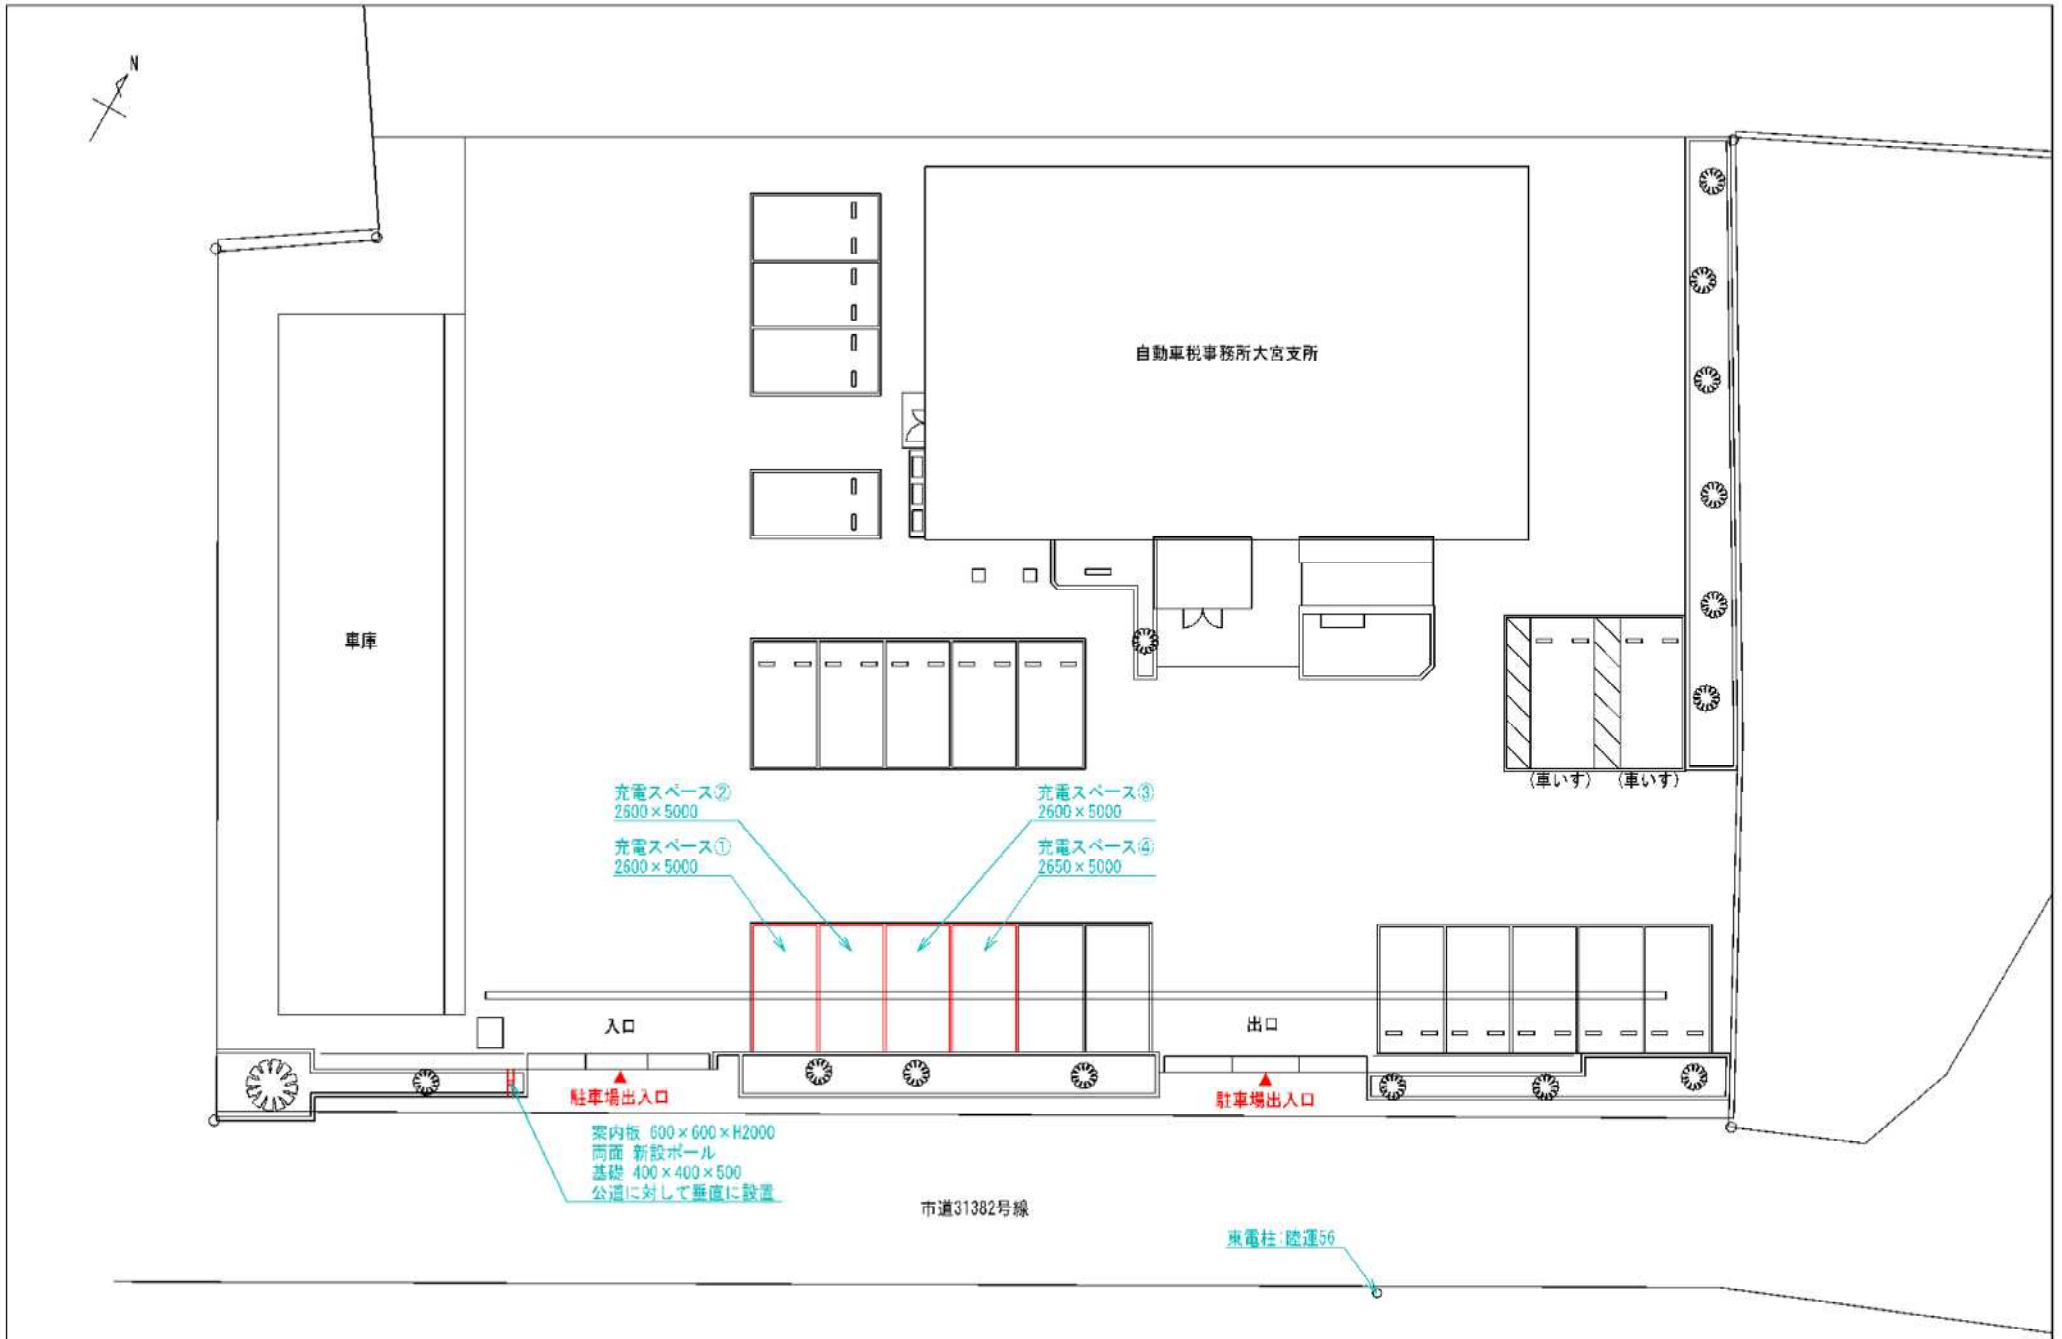 N
自動車税事務所大宮支所
車庫
(車いす)
(車いす)
充電スペース②
2600×5000
充電スペース③
2600×5000
充電スペース①
2600×5000
充電スペース④
2650×5000
入口
出口
駐車場出入口
駐車場出入口
案内板 600×600×H2000
両面 新設ポール
基礎 400×400×500
公道に対して垂直に設置
市道31382号線
東電柱:陸運56